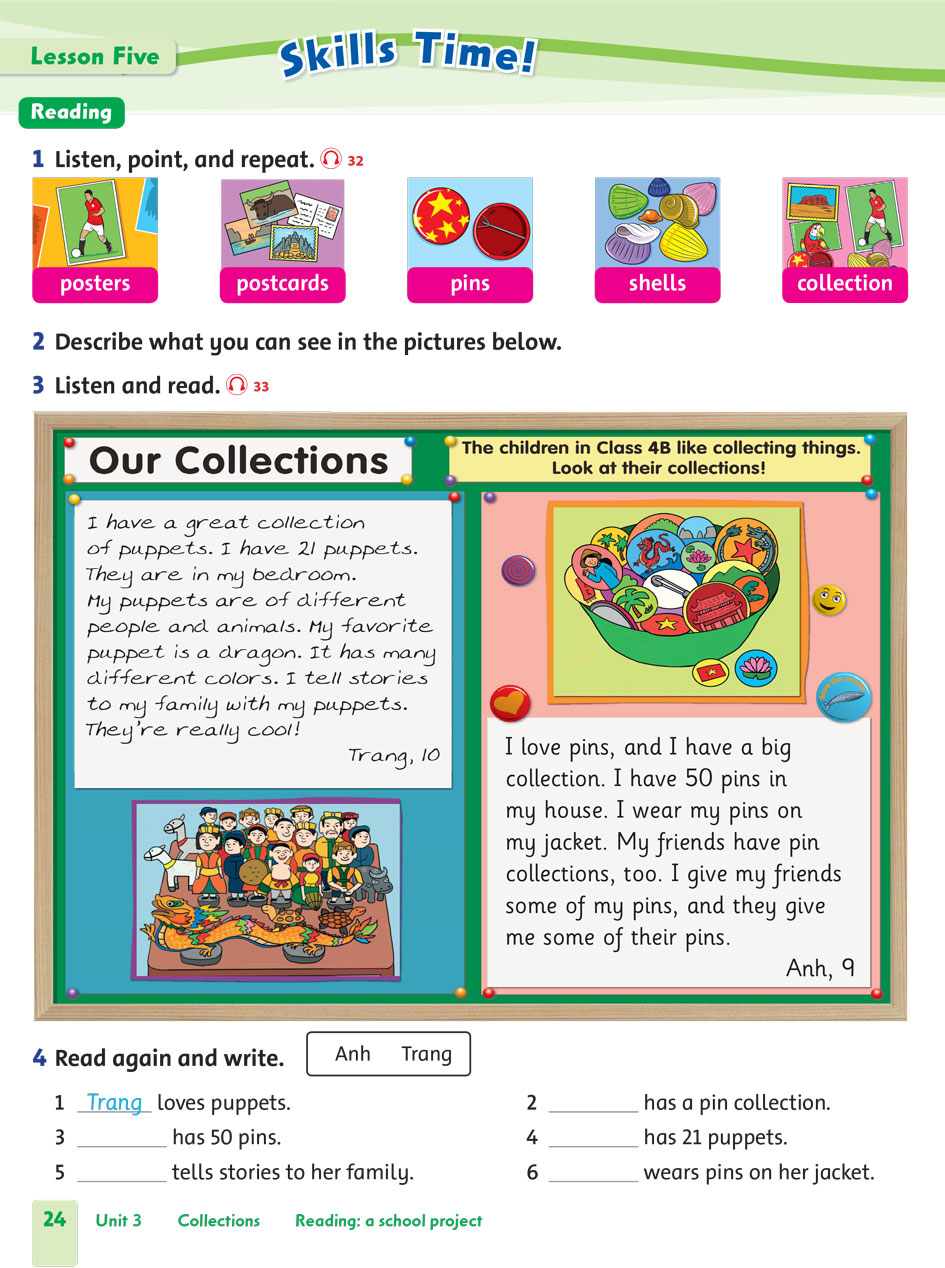 Lesson Five
Skills Time!
Reading
1 Listen, point, and repeat. 32
posters
postcards
pins
shells
collection
2 Describe what you can see in the pictures below.
3 Listen and read. 33
Our Collections
The children in Class 4B like collecting things.
Look at their collections!
I have a great collection
of puppets. I have 21 puppets.
They are in my bedroom.
My puppets are of different
people and animals. My favorite
puppet is a dragon. It has many
different colors. I tell stories
to my family with my puppets.
They're really cool!
Trang, 10
I love pins, and I have a big
collection. I have 50 pins in
my house. I wear my pins on
my jacket. My friends have pin
collections, too. I give my friends
some of my pins, and they give
me some of their pins.
Anh, 9
4 Read again and write.
Anh Trang
1 Trang loves puppets.
2 ________ has a pin collection.
3 ________ has 50 pins.
4 ________ has 21 puppets.
5 ________ tells stories to her family.
6 ________ wears pins on her jacket.
24 Unit 3 Collections Reading: a school project